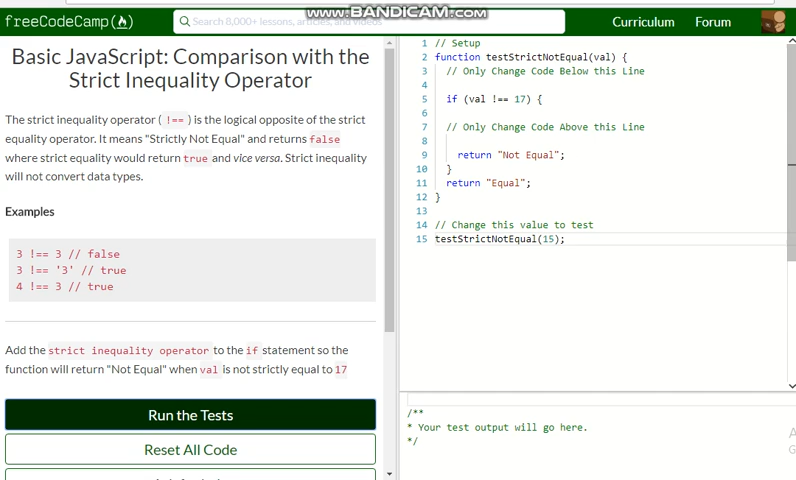 www.BANDICAM.com
freeCodeCamp(🔥)
Search 8,000+ lessons, articles, and videos
Curriculum
Forum
Basic JavaScript: Comparison with the
Strict Inequality Operator
The strict inequality operator ( !== ) is the logical opposite of the strict
equality operator. It means "Strictly Not Equal" and returns false
where strict equality would return true and vice versa. Strict inequality
will not convert data types.
Examples
3 !== 3 // false
3 !== '3' // true
4 !== 3 // true
Add the strict inequality operator to the if statement so the
function will return "Not Equal" when val is not strictly equal to 17
Run the Tests
Reset All Code
1 // Setup
2 function testStrictNotEqual(val) {
3 // Only Change Code Below this Line
4
5 if (val !== 17) {
6
7 // Only Change Code Above this Line
8
9 return "Not Equal";
10 }
11 return "Equal";
12 }
13
14 // Change this value to test
15 testStrictNotEqual(15);
/**
* Your test output will go here.
*/
A
G